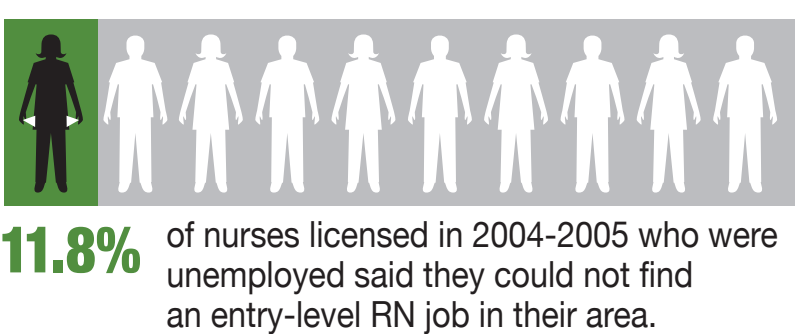 11.8% of nurses licensed in 2004-2005 who were
unemployed said they could not find
an entry-level RN job in their area.